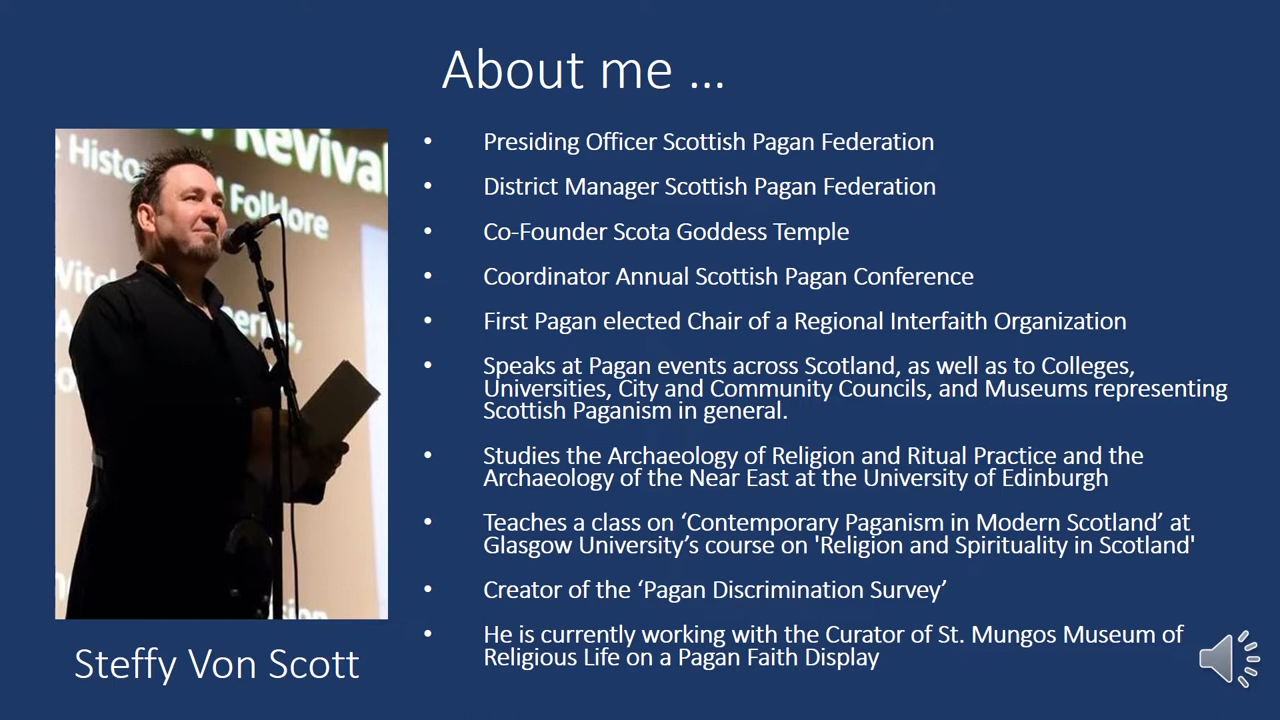 About me ...
• Presiding Officer Scottish Pagan Federation
• District Manager Scottish Pagan Federation
• Co-Founder Scota Goddess Temple
• Coordinator Annual Scottish Pagan Conference
• First Pagan elected Chair of a Regional Interfaith Organization
• Speaks at Pagan events across Scotland, as well as to Colleges,
Universities, City and Community Councils, and Museums representing
Scottish Paganism in general.
• Studies the Archaeology of Religion and Ritual Practice and the
Archaeology of the Near East at the University of Edinburgh
• Teaches a class on ‘Contemporary Paganism in Modern Scotland’ at
Glasgow University’s course on 'Religion and Spirituality in Scotland'
• Creator of the ‘Pagan Discrimination Survey’
• He is currently working with the Curator of St. Mungos Museum of
Religious Life on a Pagan Faith Display
Revival
Folklore
Steffy Von Scott